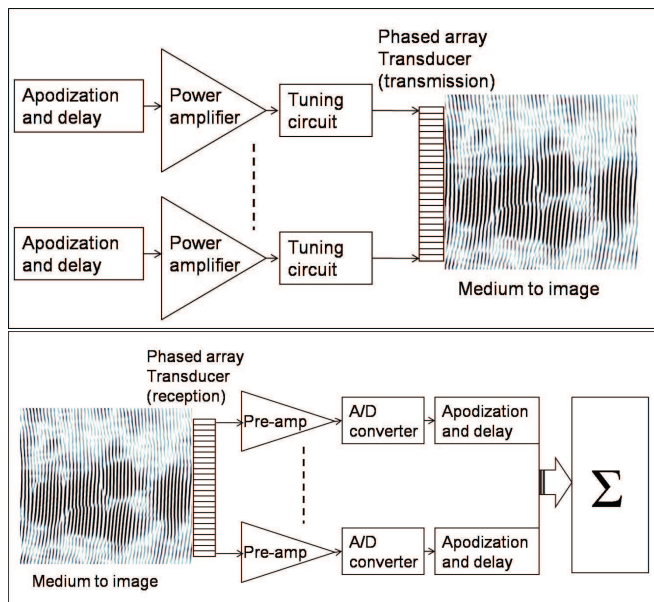 Phased array
Transducer
(transmission)
Apodization
and delay
Power
amplifier
Tuning
circuit
Apodization
and delay
Power
amplifier
Tuning
circuit
Medium to image
Phased array
Transducer
(reception)
Pre-amp
A/D
converter
Apodization
and delay
Σ
Pre-amp
A/D
converter
Apodization
and delay
Medium to image